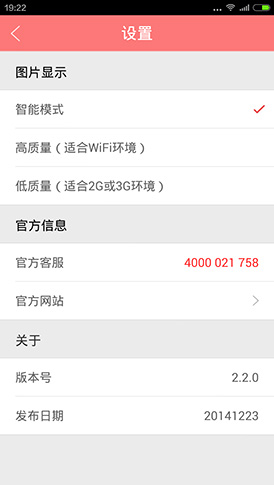 19:22
设置
图片显示
智能模式
高质量（适合WiFi环境）
低质量（适合2G或3G环境）
官方信息
官方客服 4000 021 758
官方网站
关于
版本号 2.2.0
发布日期 20141223